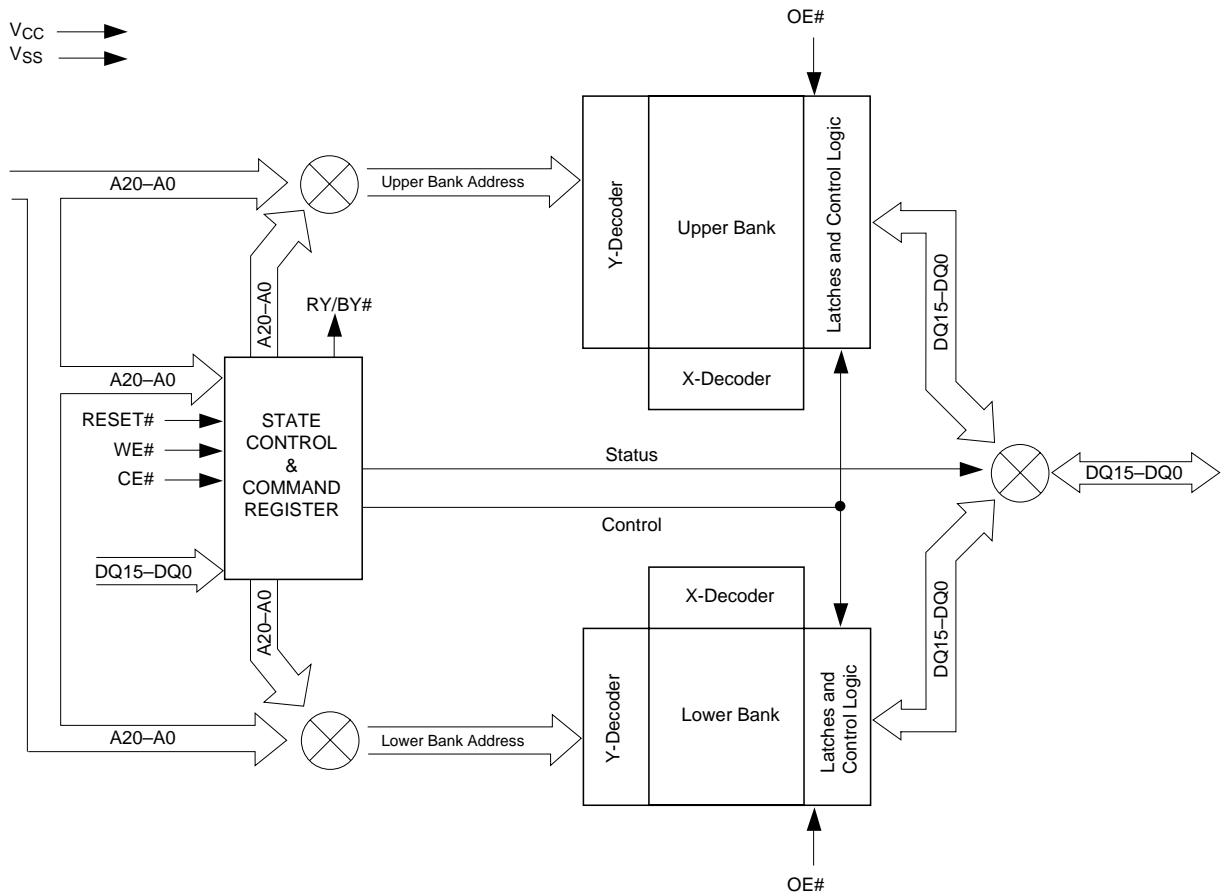 OE#
VCC
VSS
A20–A0
Upper Bank Address
Y-Decoder
Upper Bank
Latches and Control Logic
DQ15–DQ0
A20–A0
RY/BY#
X-Decoder
A20–A0
RESET#
WE#
CE#
STATE
CONTROL
&
COMMAND
REGISTER
Status
DQ15–DQ0
Control
DQ15–DQ0
X-Decoder
DQ15–DQ0
A20–A0
Y-Decoder
Lower Bank
Latches and
Control Logic
A20–A0
Lower Bank Address
OE#